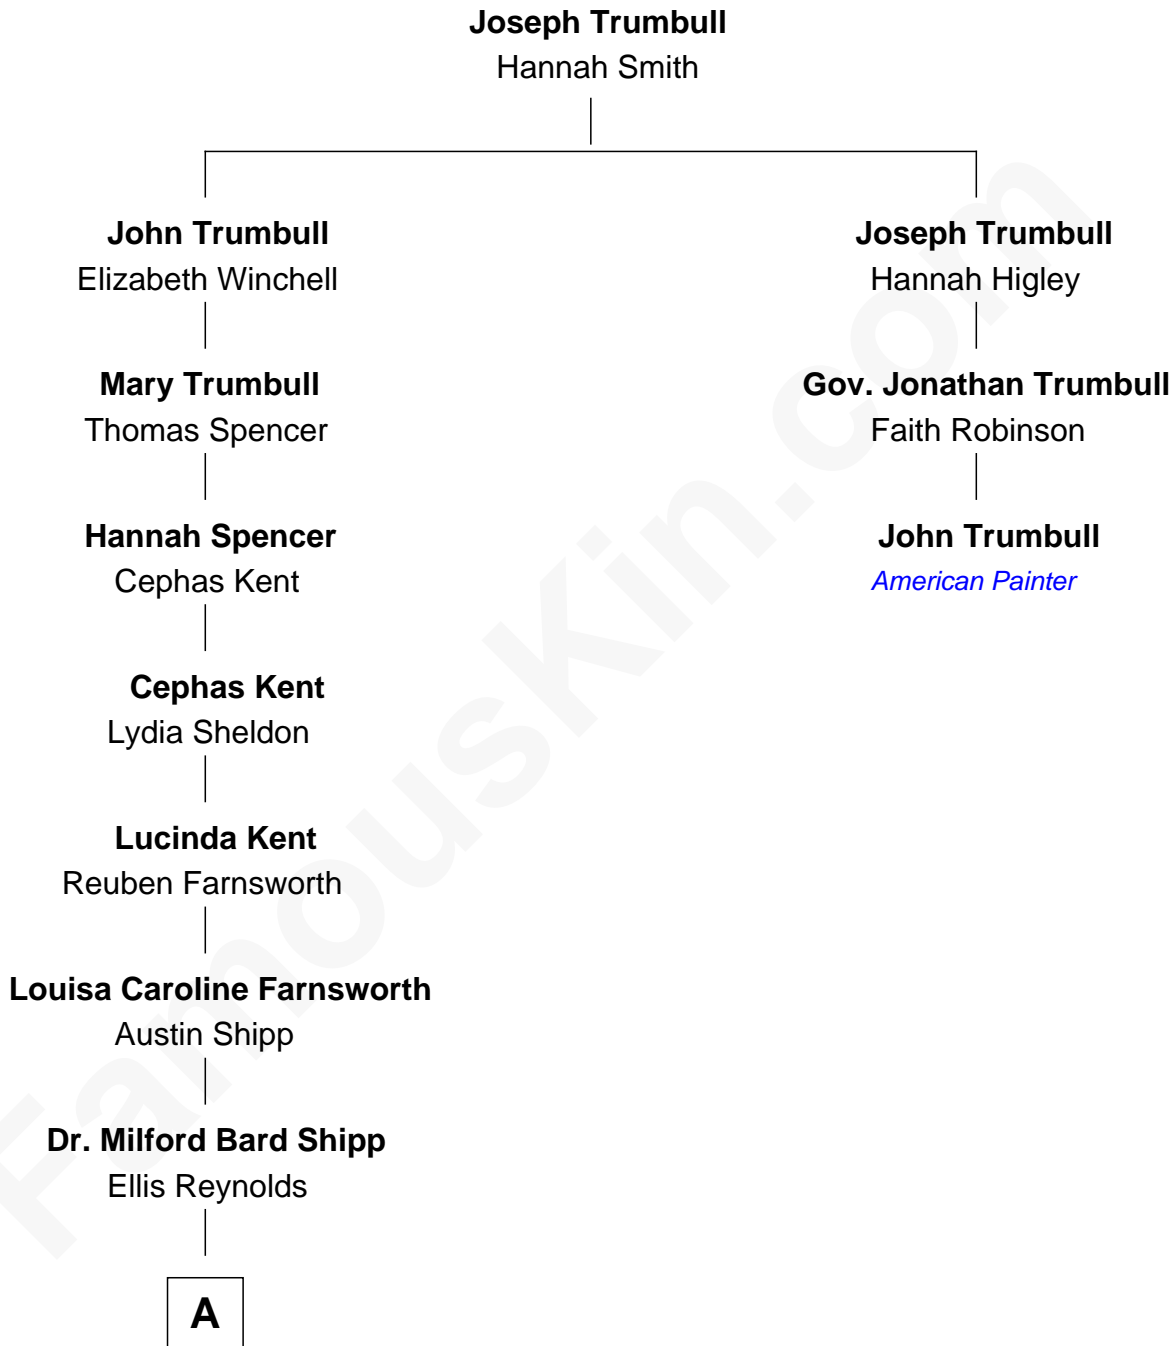 Joseph Trumbull
Hannah Smith
John Trumbull
Elizabeth Winchell
Joseph Trumbull
Hannah Higley
Mary Trumbull
Thomas Spencer
Gov. Jonathan Trumbull
Faith Robinson
Hannah Spencer
Cephas Kent
John Trumbull
American Painter
Cephas Kent
Lydia Sheldon
Lucinda Kent
Reuben Farnsworth
Louisa Caroline Farnsworth
Austin Shipp
Dr. Milford Bard Shipp
Ellis Reynolds
A
FamousKin.com